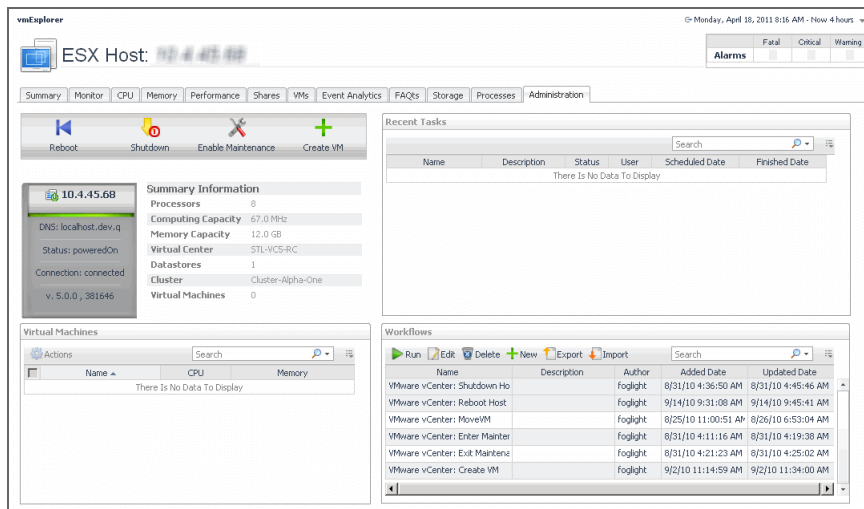 vmExplorer
Monday, April 18, 2011 8:16 AM - Now 4 hours
ESX Host:
Fatal Critical Warning
Alarms
Summary Monitor CPU Memory Performance Shares VMs Event Analytics FAQts Storage Processes Administration
Reboot Shutdown Enable Maintenance Create VM
10.4.45.68
DNS: localhost.dev.q
Status: poweredOn
Connection: connected
v. 5.0.0 , 381646
Summary Information
Processors 8
Computing Capacity 67.0 MHz
Memory Capacity 12.0 GB
Virtual Center STL-VC5-RC
Datastores 1
Cluster Cluster-Alpha-One
Virtual Machines 0
Recent Tasks
Search
Name Description Status User Scheduled Date Finished Date
There Is No Data To Display
Virtual Machines
Actions Search
Name CPU Memory
There Is No Data To Display
Workflows
Run Edit Delete New Export Import Search
Name Description Author Added Date Updated Date
VMware vCenter: Shutdown Ho foglight 8/31/10 4:36:50 AM 8/31/10 4:45:46 AM
VMware vCenter: Reboot Host foglight 9/14/10 9:31:08 AM 9/14/10 9:45:41 AM
VMware vCenter: MoveVM foglight 8/25/10 11:00:51 AM 8/26/10 6:53:04 AM
VMware vCenter: Enter Mainter foglight 8/31/10 4:11:16 AM 8/31/10 4:19:38 AM
VMware vCenter: Exit Maintena foglight 8/31/10 4:21:23 AM 8/31/10 4:25:02 AM
VMware vCenter: Create VM foglight 9/2/10 11:14:59 AM 9/2/10 11:34:00 AM